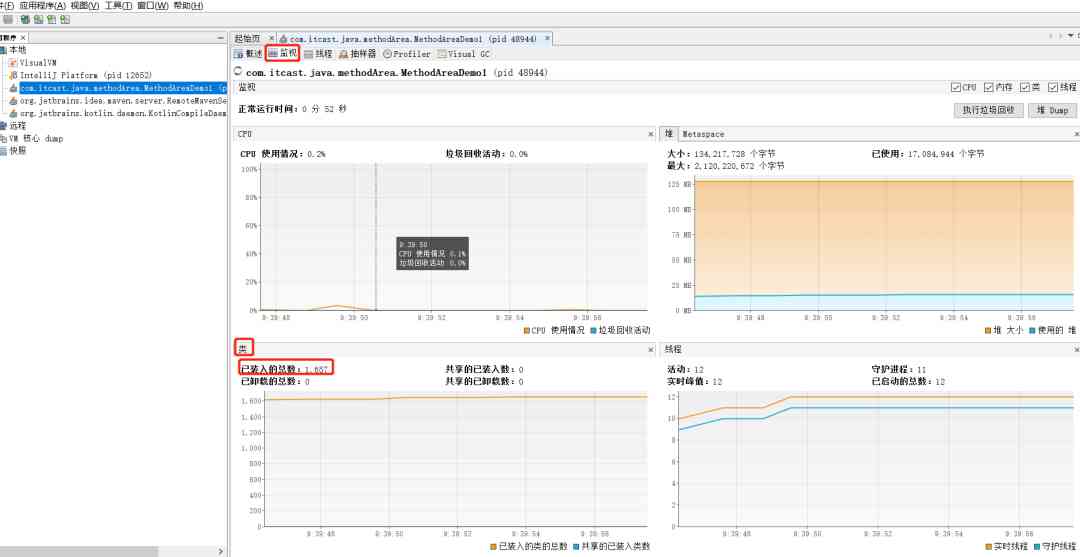 件(F) 应用程序(A) 视图(V) 工具(T) 窗口(W) 帮助(H)
程序 ×
本地
VisualVM
IntelliJ Platform (pid 12652)
com.itcast.java.methodArea.MethodAreaDemo1 (p
org.jetbrains.idea.maven.server.RemoteMavenSe
org.jetbrains.kotlin.daemon.KotlinCompileDaem
远程
VM 核心 dump
快照
起始页 × com.itcast.java.methodArea.MethodAreaDemo1 (pid 48944) ×
概述 监视 线程 抽样器 Profiler Visual GC
com.itcast.java.methodArea.MethodAreaDemo1 (pid 48944)
监视
CPU 内存 类 线程
正常运行时间: 0 分 52 秒
执行垃圾回收 堆 Dump
CPU ×
CPU 使用情况: 0.2% 垃圾回收活动: 0.0%
100%
80%
60%
40%
20%
0%
9:39:50
CPU 使用情况 0.1%
垃圾回收活动 0.0%
9:39:48 9:39:50 9:39:52 9:39:54 9:39:56
CPU 使用情况 垃圾回收活动
堆 Metaspace ×
大小: 134,217,728 个字节 已使用: 17,084,944 个字节
最大: 2,120,220,672 个字节
125 MB
100 MB
75 MB
50 MB
25 MB
0 MB
9:39:48 9:39:50 9:39:52 9:39:54 9:39:56
堆 大小 使用的 堆
类 ×
已装入的总数: 1,657 共享的已装入数: 0
已卸载的总数: 0 共享的已卸载数: 0
1,600
1,400
1,200
1,000
800
600
400
200
0
9:39:48 9:39:50 9:39:52 9:39:54 9:39:56
已装入的类的总数 共享的已装入类数
线程 ×
活动: 12 守护进程: 11
实时峰值: 12 已启动的总数: 12
12
10
8
6
4
2
0
9:39:48 9:39:50 9:39:52 9:39:54 9:39:56
实时线程 守护线程